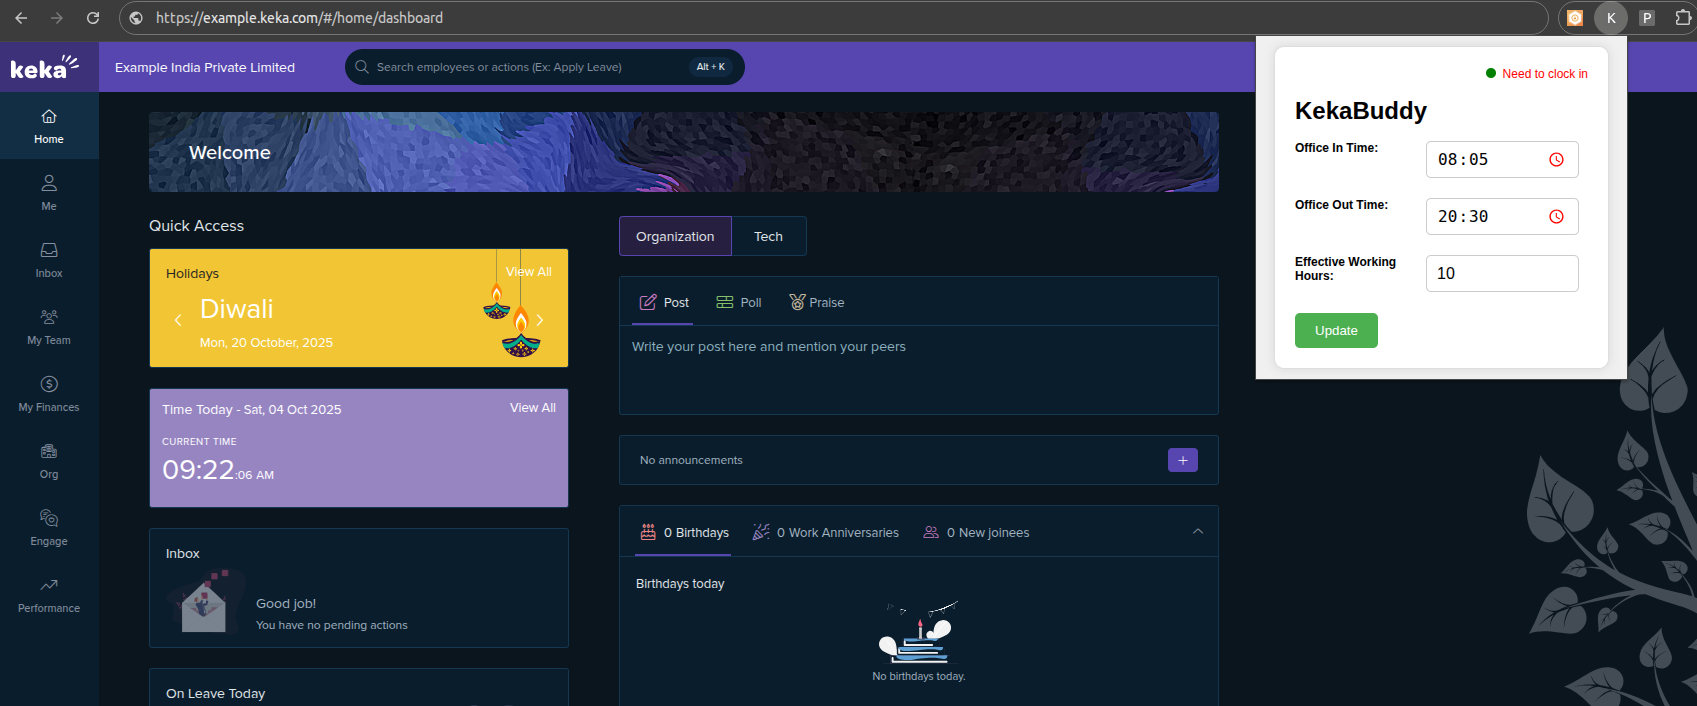 https://example.keka.com/#/home/dashboard
K
P
keka
Example India Private Limited
Search employees or actions (Ex: Apply Leave)
Alt + K
Home
Me
Inbox
My Team
My Finances
Org
Engage
Performance
Welcome
Quick Access
Holidays
View All
Diwali
Mon, 20 October, 2025
Time Today - Sat, 04 Oct 2025
View All
CURRENT TIME
09:22:06 AM
Inbox
Good job!
You have no pending actions
On Leave Today
Organization
Tech
Post
Poll
Praise
Write your post here and mention your peers
No announcements
+
0 Birthdays
0 Work Anniversaries
0 New joinees
Birthdays today
No birthdays today.
Need to clock in
KekaBuddy
Office In Time:
08:05
Office Out Time:
20:30
Effective Working
Hours:
10
Update